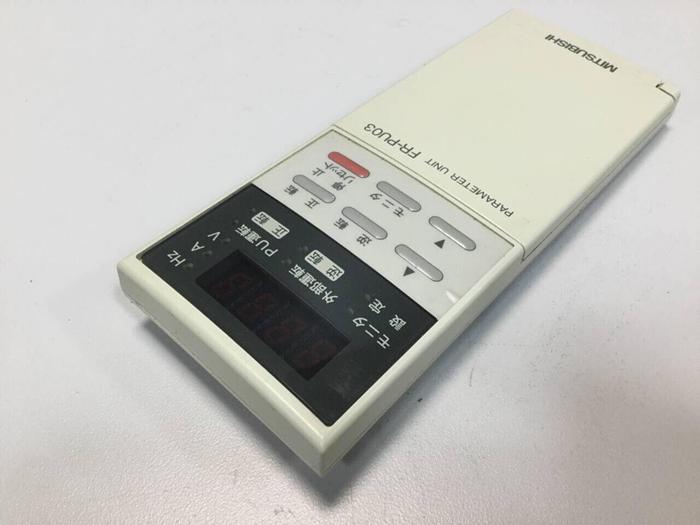 Hz
A
V
PU運転
正転
外部運転
逆転
モニタ
設定
正転
停止
リセット
逆転
モニタ
▲
▼
PARAMETER UNIT FR-PU03
MITSUBISHI